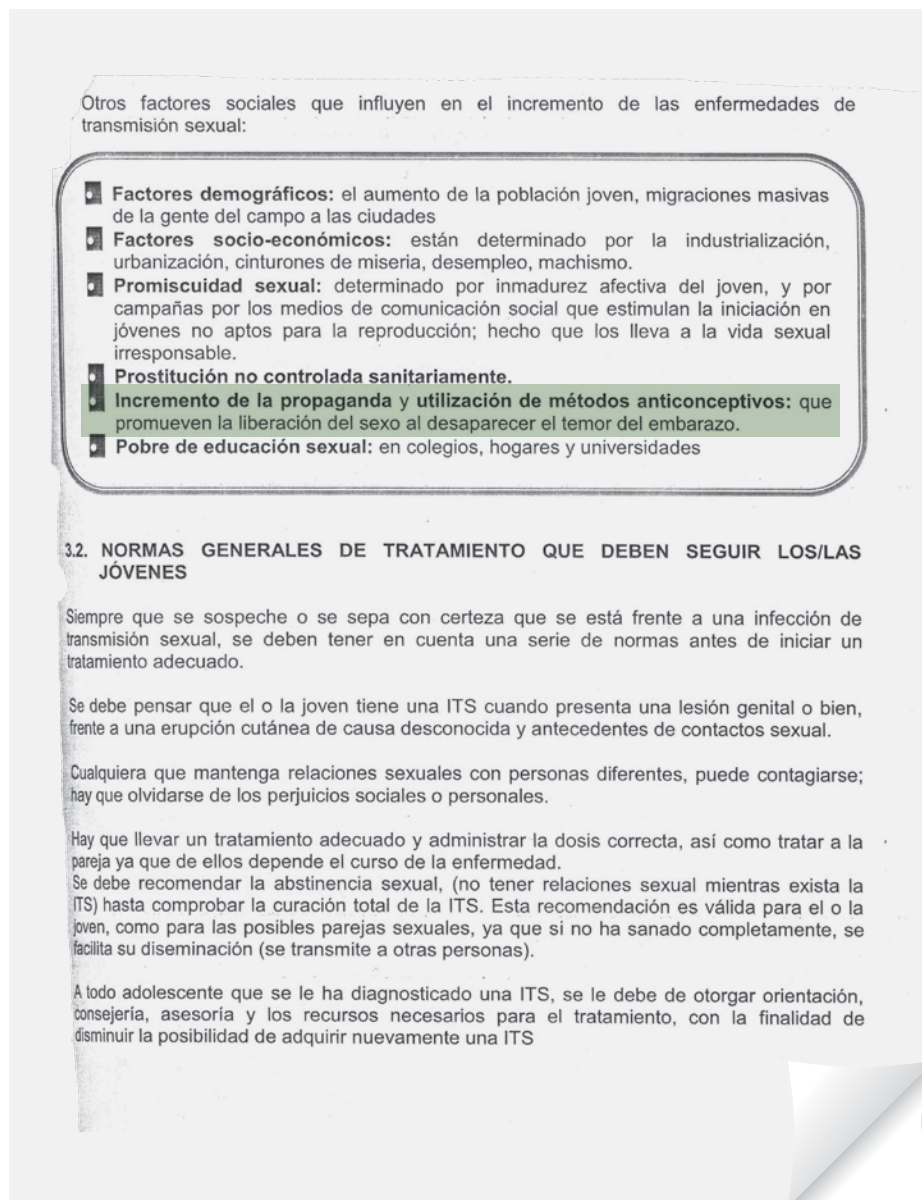 Otros factores sociales que influyen en el incremento de las enfermedades de
transmisión sexual:
Factores demográficos: el aumento de la población joven, migraciones masivas
de la gente del campo a las ciudades
Factores socio-económicos: están determinado por la industrialización,
urbanización, cinturones de miseria, desempleo, machismo.
Promiscuidad sexual: determinado por inmadurez afectiva del joven, y por
campañas por los medios de comunicación social que estimulan la iniciación en
jóvenes no aptos para la reproducción; hecho que los lleva a la vida sexual
irresponsable.
Prostitución no controlada sanitariamente.
Incremento de la propaganda y utilización de métodos anticonceptivos: que
promueven la liberación del sexo al desaparecer el temor del embarazo.
Pobre de educación sexual: en colegios, hogares y universidades
3.2. NORMAS GENERALES DE TRATAMIENTO QUE DEBEN SEGUIR LOS/LAS
JÓVENES
Siempre que se sospeche o se sepa con certeza que se está frente a una infección de
transmisión sexual, se deben tener en cuenta una serie de normas antes de iniciar un
tratamiento adecuado.
Se debe pensar que el o la joven tiene una ITS cuando presenta una lesión genital o bien,
frente a una erupción cutánea de causa desconocida y antecedentes de contactos sexual.
Cualquiera que mantenga relaciones sexuales con personas diferentes, puede contagiarse;
hay que olvidarse de los perjuicios sociales o personales.
Hay que llevar un tratamiento adecuado y administrar la dosis correcta, así como tratar a la
pareja ya que de ellos depende el curso de la enfermedad.
Se debe recomendar la abstinencia sexual, (no tener relaciones sexual mientras exista la
ITS) hasta comprobar la curación total de la ITS. Esta recomendación es válida para el o la
joven, como para las posibles parejas sexuales, ya que si no ha sanado completamente, se
facilita su diseminación (se transmite a otras personas).
A todo adolescente que se le ha diagnosticado una ITS, se le debe de otorgar orientación,
consejería, asesoría y los recursos necesarios para el tratamiento, con la finalidad de
disminuir la posibilidad de adquirir nuevamente una ITS